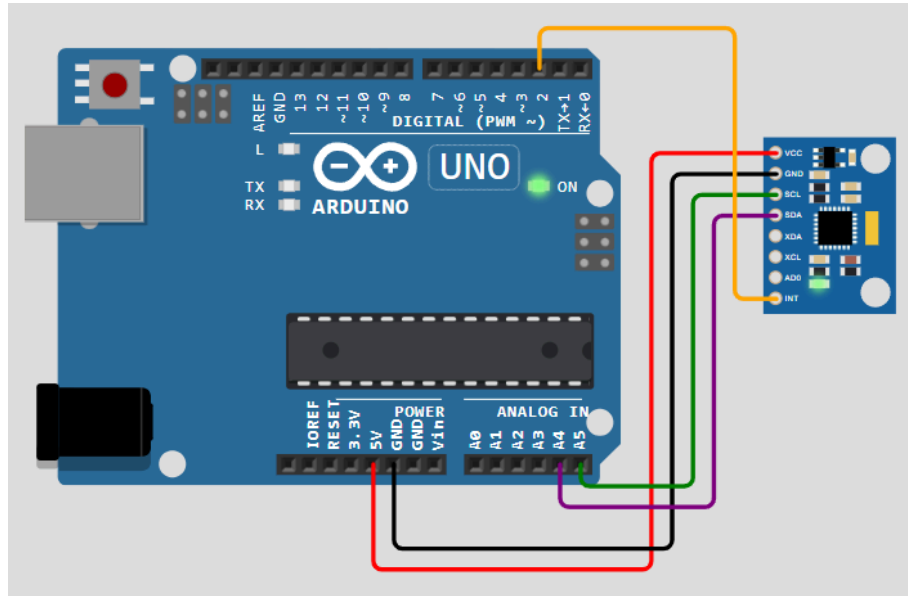 AREF
GND
13
12
~11
~10
~9
8
7
~6
~5
4
~3
2
TX→1
RX←0
DIGITAL (PWM ~)
L
TX
RX
UNO
ARDUINO
ON
VCC
GND
SCL
SDA
XDA
XCL
AD0
INT
POWER
ANALOG IN
IOREF
RESET
3.3V
5V
GND
GND
Vin
A0
A1
A2
A3
A4
A5